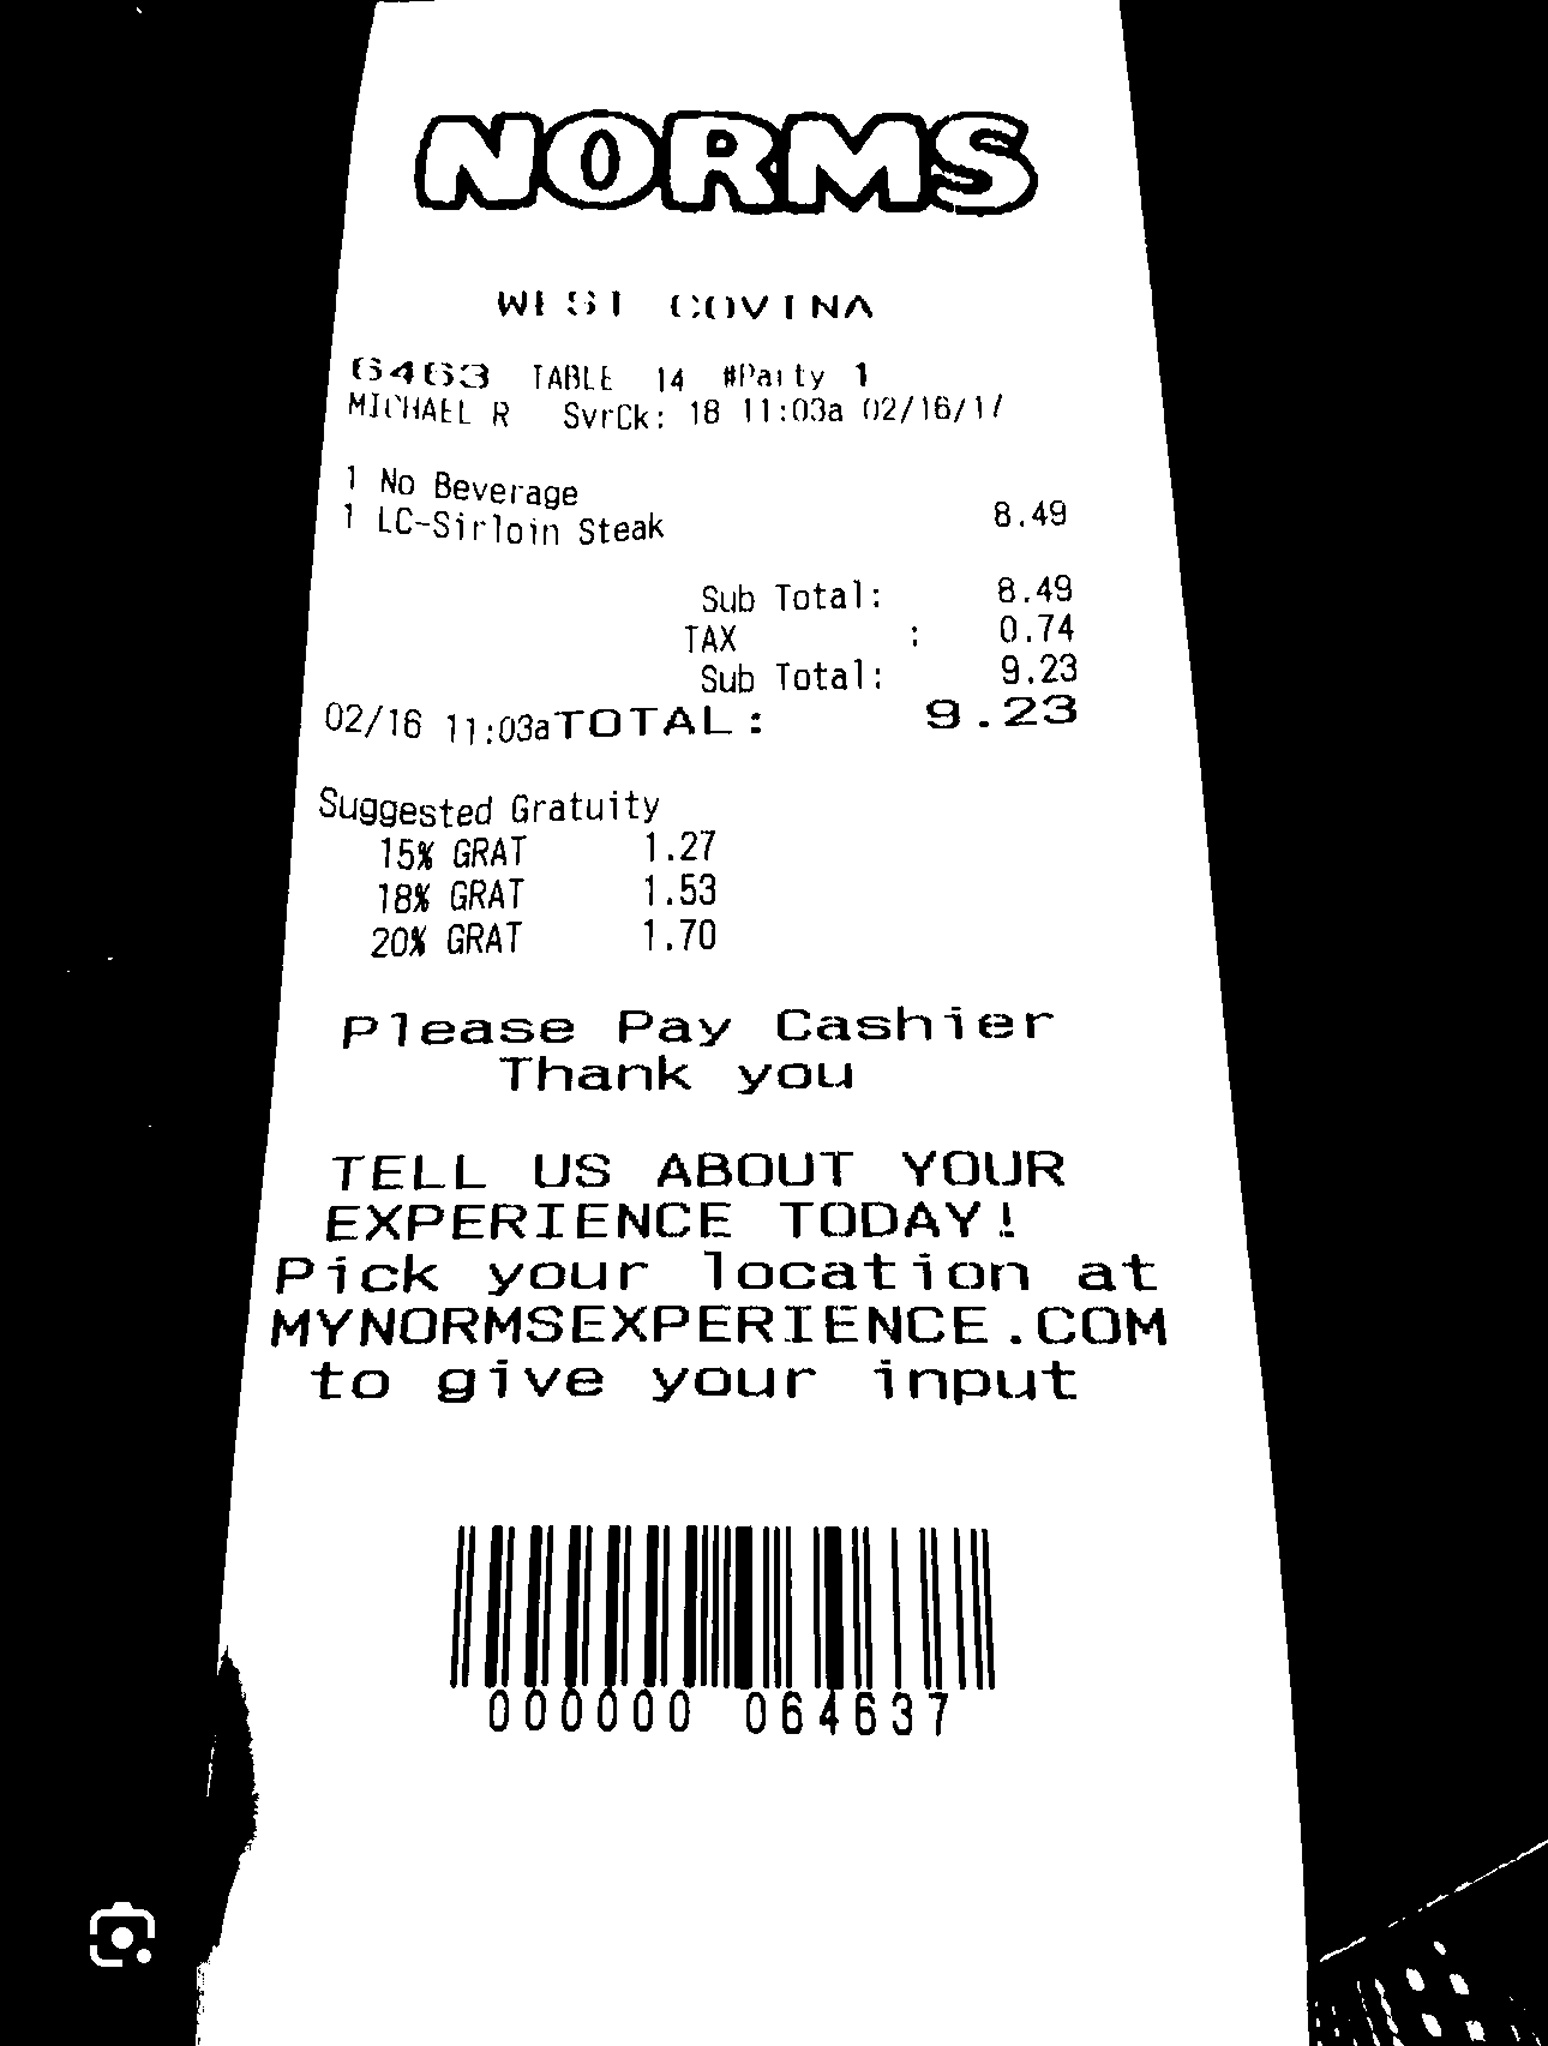 NORMS
WEST COVINA
6463 TABLE 14 #Party 1
MICHAEL R SvrCk: 18 11:03a 02/16/17
1 No Beverage
1 LC-Sirloin Steak 8.49
Sub Total: 8.49
TAX : 0.74
Sub Total: 9.23
02/16 11:03aTOTAL: 9.23
Suggested Gratuity
15% GRAT 1.27
18% GRAT 1.53
20% GRAT 1.70
Please Pay Cashier
Thank you
TELL US ABOUT YOUR
EXPERIENCE TODAY!
Pick your location at
MYNORMSEXPERIENCE.COM
to give your input
000000 064637